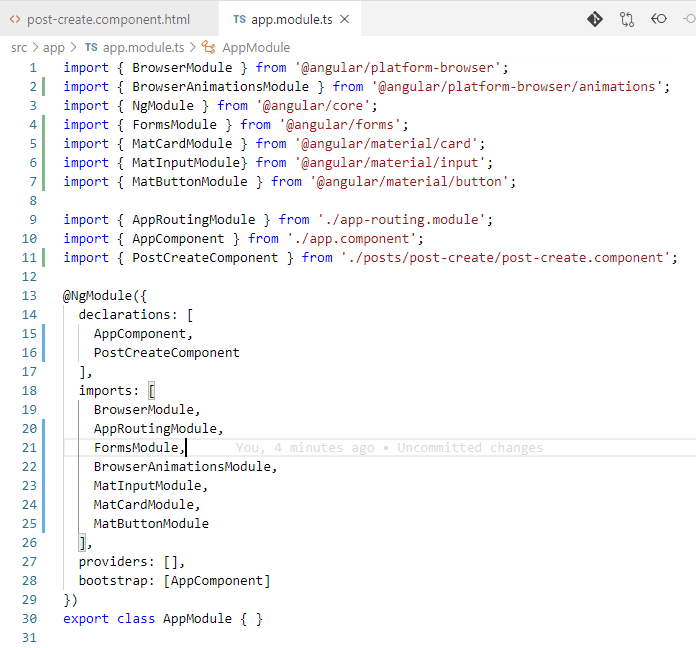 post-create.component.html
TS app.module.ts
src > app > TS app.module.ts > AppModule
1 import { BrowserModule } from '@angular/platform-browser';
2 import { BrowserAnimationsModule } from '@angular/platform-browser/animations';
3 import { NgModule } from '@angular/core';
4 import { FormsModule } from '@angular/forms';
5 import { MatCardModule } from '@angular/material/card';
6 import { MatInputModule} from '@angular/material/input';
7 import { MatButtonModule } from '@angular/material/button';
8
9 import { AppRoutingModule } from './app-routing.module';
10 import { AppComponent } from './app.component';
11 import { PostCreateComponent } from './posts/post-create/post-create.component';
12
13 @NgModule({
14   declarations: [
15     AppComponent,
16     PostCreateComponent
17   ],
18   imports: [
19     BrowserModule,
20     AppRoutingModule,
21     FormsModule, You, 4 minutes ago • Uncommitted changes
22     BrowserAnimationsModule,
23     MatInputModule,
24     MatCardModule,
25     MatButtonModule
26   ],
27   providers: [],
28   bootstrap: [AppComponent]
29 })
30 export class AppModule { }
31